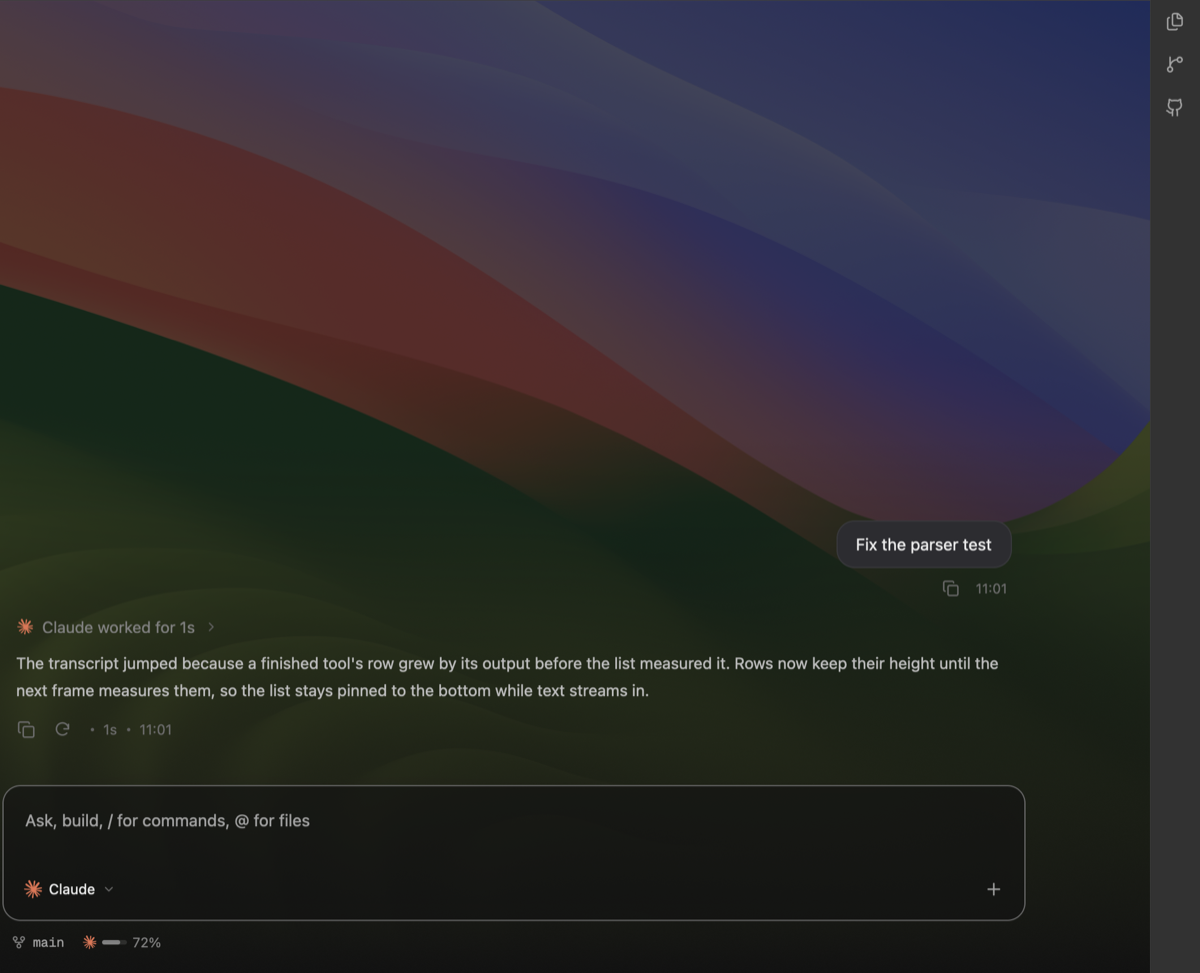 Fix the parser test
11:01
Claude worked for 1s
The transcript jumped because a finished tool's row grew by its output before the list measured it. Rows now keep their height until the
next frame measures them, so the list stays pinned to the bottom while text streams in.
• 1s • 11:01
Ask, build, / for commands, @ for files
Claude
main 72%